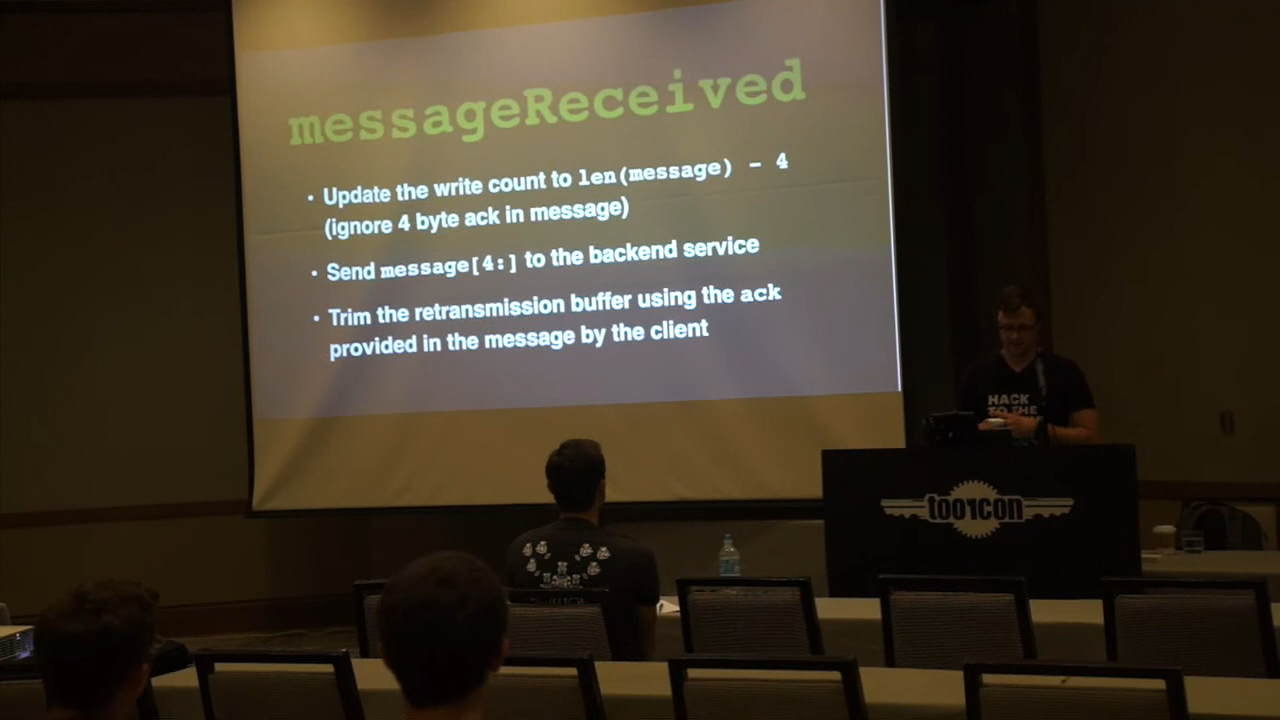 messageReceived
• Update the write count to len(message) - 4
(ignore 4 byte ack in message)
• Send message[4:] to the backend service
• Trim the retransmission buffer using the ack
provided in the message by the client
HACK
TO THE
toorcon